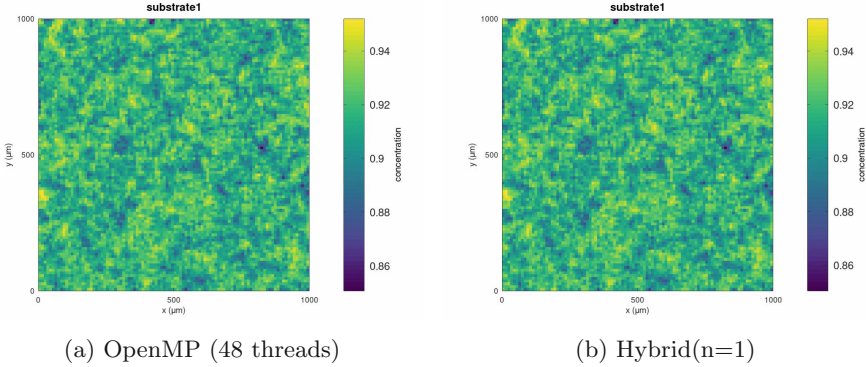 substrate1
1000
500
0
y (µm)
0
500
1000
x (µm)
0.94
0.92
0.9
0.88
0.86
concentration
(a) OpenMP (48 threads)
substrate1
1000
500
0
y (µm)
0
500
1000
x (µm)
0.94
0.92
0.9
0.88
0.86
concentration
(b) Hybrid(n=1)